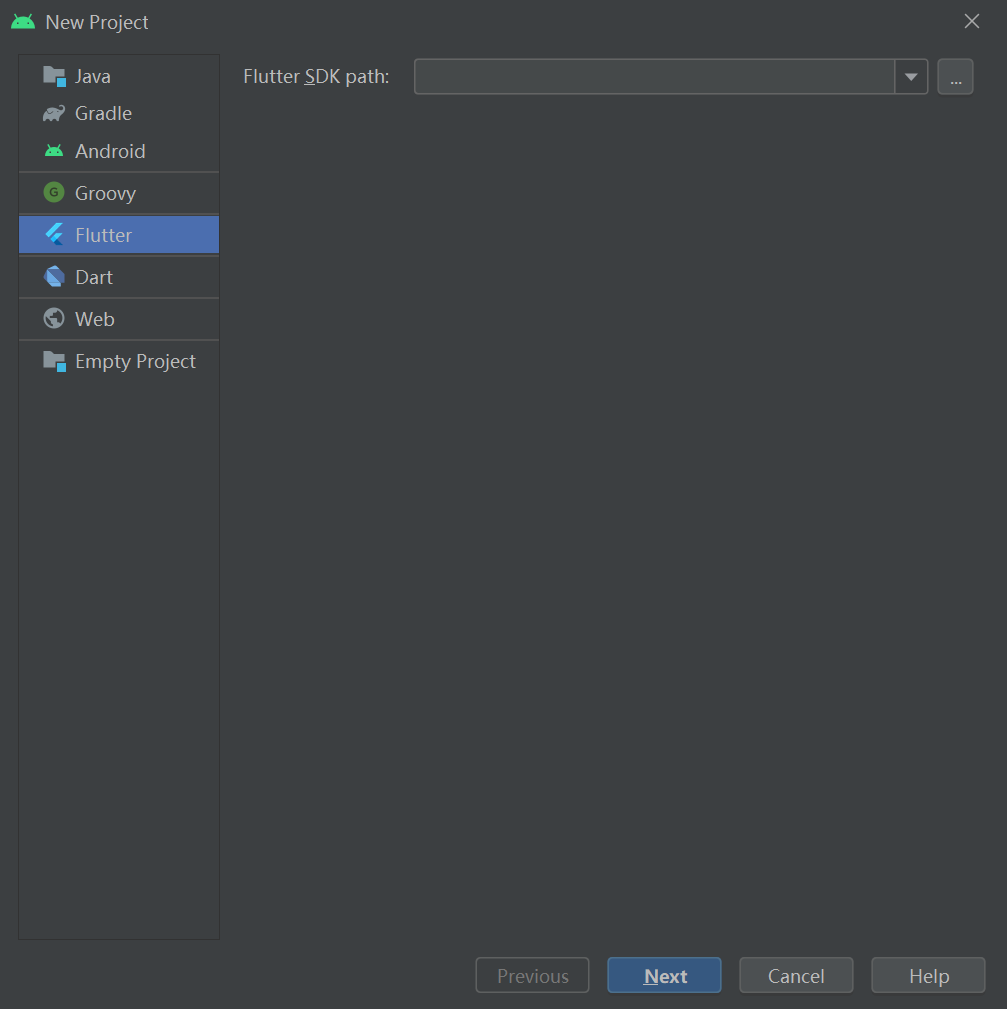 New Project
Java
Gradle
Android
G Groovy
Flutter
Dart
Web
Empty Project
Flutter SDK path:
...
Previous
Next
Cancel
Help